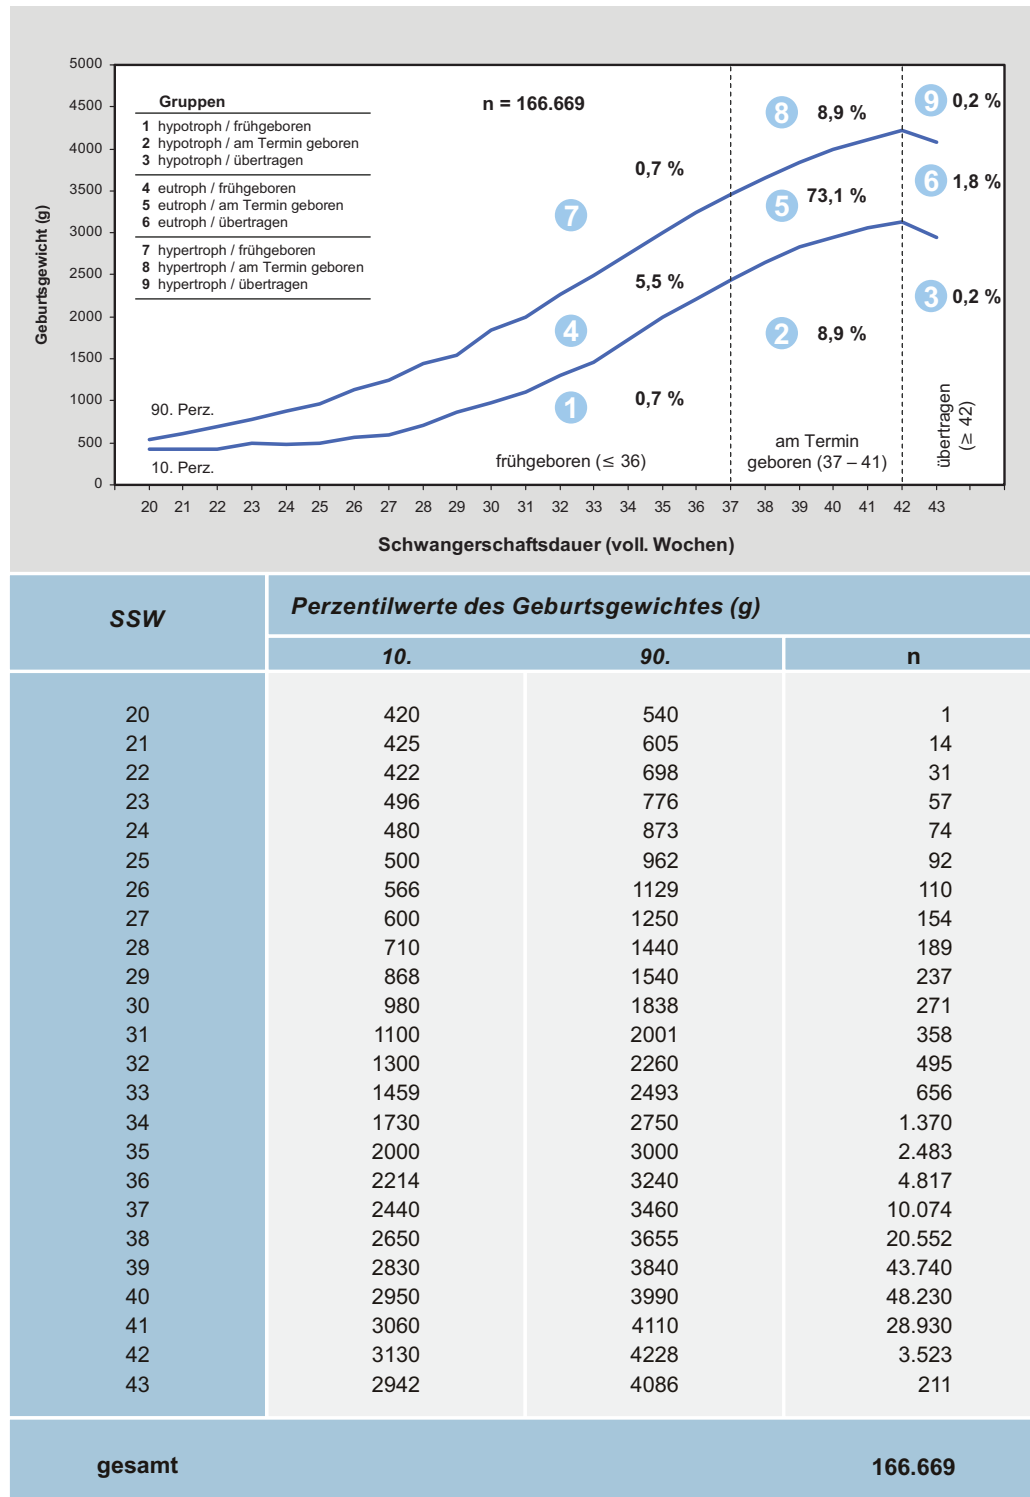 5000
4500
4000
3500
3000
2500
2000
1500
1000
500
0
Geburtsgewicht (g)
Gruppen
1 hypotroph / frühgeboren
2 hypotroph / am Termin geboren
3 hypotroph / übertragen
4 eutroph / frühgeboren
5 eutroph / am Termin geboren
6 eutroph / übertragen
7 hypertroph / frühgeboren
8 hypertroph / am Termin geboren
9 hypertroph / übertragen
n = 166.669
8 8,9 %
9 0,2 %
0,7 %
7
5 73,1 %
6 1,8 %
5,5 %
4
3 0,2 %
2 8,9 %
0,7 %
1
90. Perz.
10. Perz.
frühgeboren (≤ 36)
am Termin
geboren (37 – 41)
übertragen
(≥ 42)
20 21 22 23 24 25 26 27 28 29 30 31 32 33 34 35 36 37 38 39 40 41 42 43
Schwangerschaftsdauer (voll. Wochen)
SSW Perzentilwerte des Geburtsgewichtes (g)
10. 90. n
20 420 540 1
21 425 605 14
22 422 698 31
23 496 776 57
24 480 873 74
25 500 962 92
26 566 1129 110
27 600 1250 154
28 710 1440 189
29 868 1540 237
30 980 1838 271
31 1100 2001 358
32 1300 2260 495
33 1459 2493 656
34 1730 2750 1.370
35 2000 3000 2.483
36 2214 3240 4.817
37 2440 3460 10.074
38 2650 3655 20.552
39 2830 3840 43.740
40 2950 3990 48.230
41 3060 4110 28.930
42 3130 4228 3.523
43 2942 4086 211
gesamt 166.669